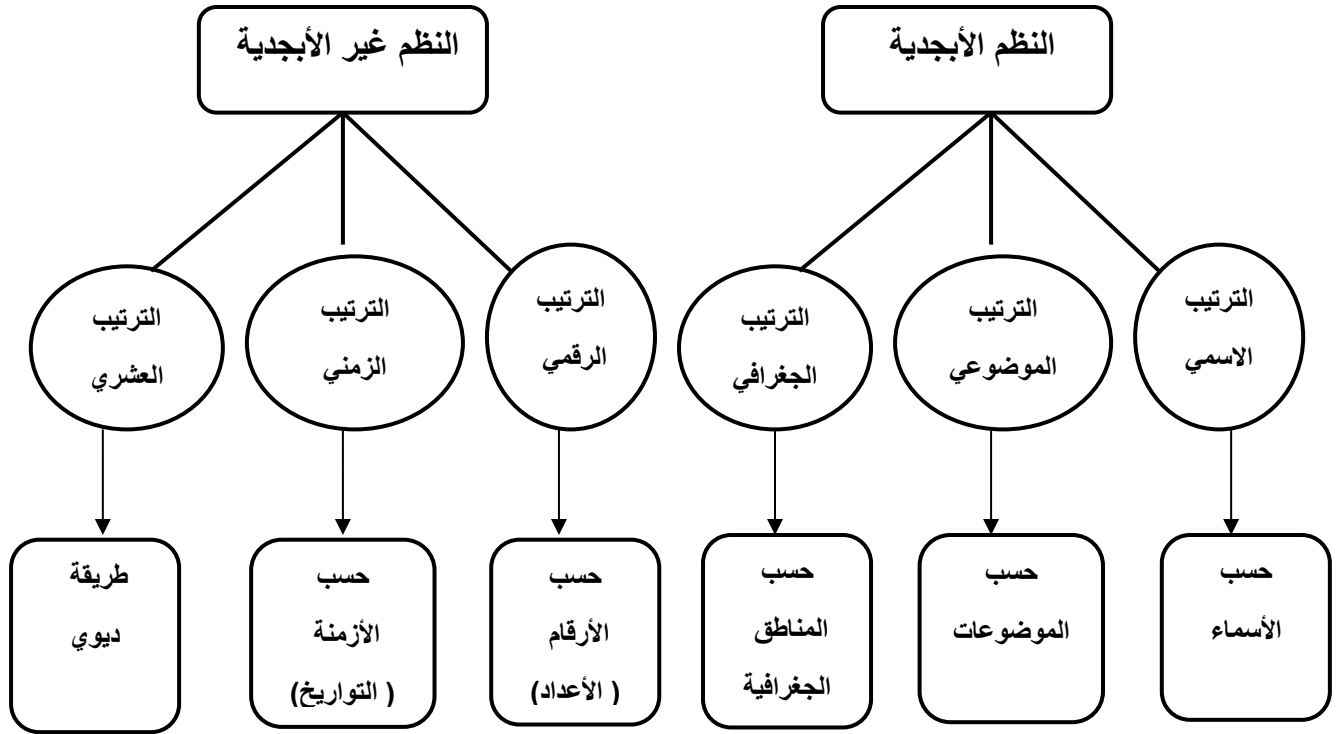 النظم الأبجدية
النظم غير الأبجدية
الترتيب
الاسمي
الترتيب
الموضوعي
الترتيب
الجغرافي
الترتيب
الرقمي
الترتيب
الزمني
الترتيب
العشري
حسب
الأسماء
حسب
الموضوعات
حسب
المناطق
الجغرافية
حسب
الأرقام
( الأعداد)
حسب
الأزمنة
( التواريخ)
طريقة
ديوي